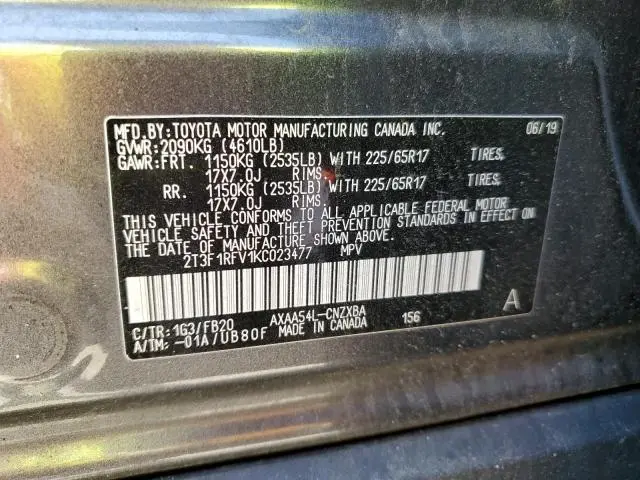 MFD.BY:TOYOTA MOTOR MANUFACTURING CANADA INC. 06/19
GVWR:2090KG (4610LB)
GAWR:FRT. 1150KG (2535LB) WITH 225/65R17 TIRES,
17X7.0J RIMS,
RR. 1150KG (2535LB) WITH 225/65R17 TIRES,
17X7.0J RIMS.
THIS VEHICLE CONFORMS TO ALL APPLICABLE FEDERAL MOTOR
VEHICLE SAFETY AND THEFT PREVENTION STANDARDS IN EFFECT ON
THE DATE OF MANUFACTURE SHOWN ABOVE.
2T3F1RFV1KC023477 MPV
C/TR:1G3/FB20 AXAA54L-CNZXBA 156 A
A/TM:-01A/UB80F MADE IN CANADA